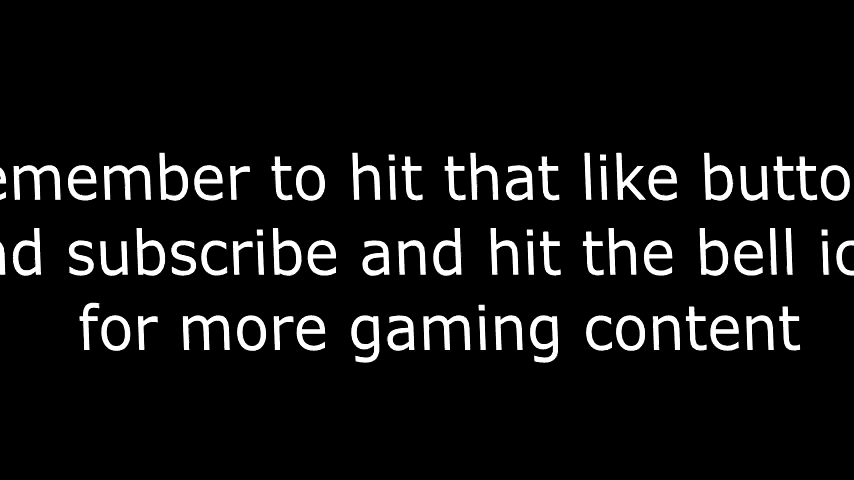 emember to hit that like butto
nd subscribe and hit the bell ic
for more gaming content